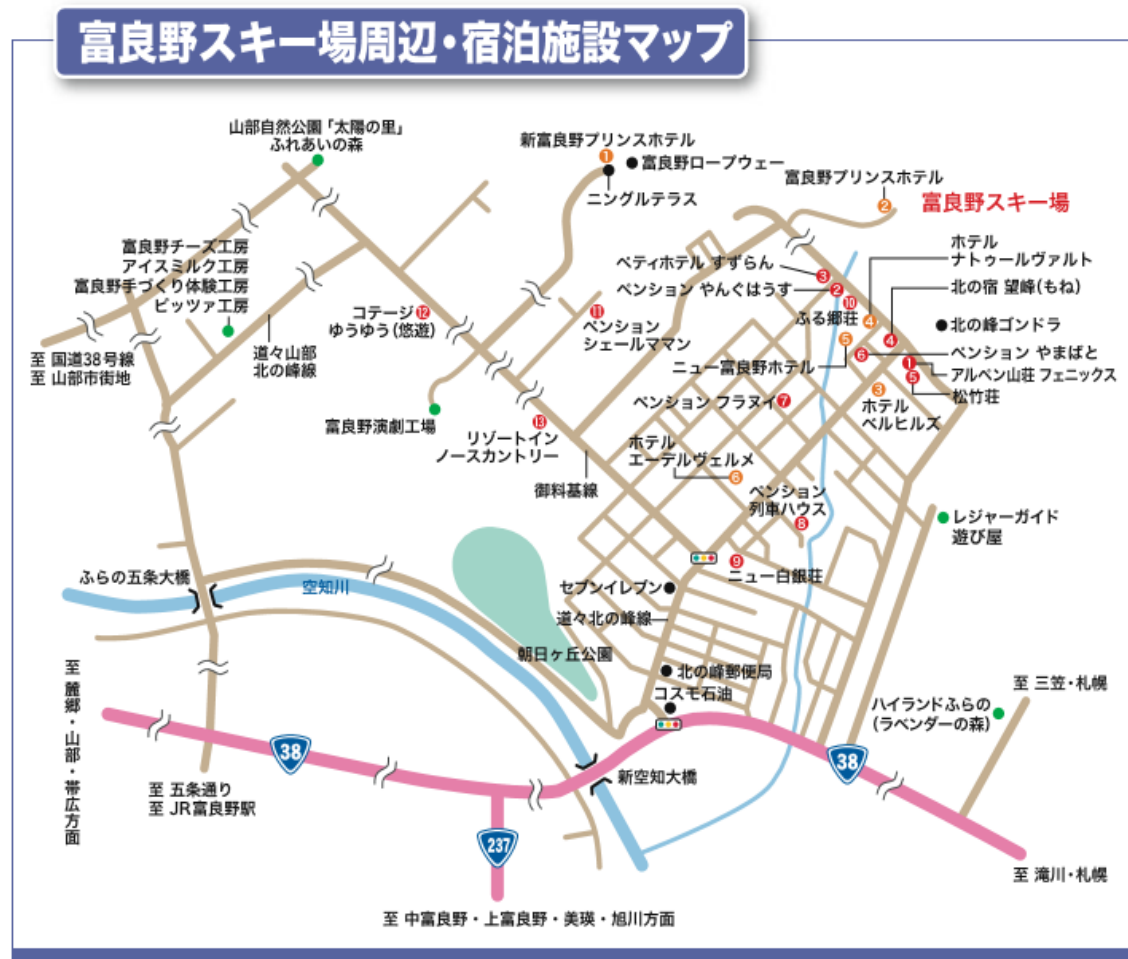 富良野スキー場周辺・宿泊施設マップ
山部自然公園「太陽の里」
ふれあいの森
新富良野プリンスホテル
1
富良野ロープウェー
ニングルテラス
富良野プリンスホテル
2
富良野スキー場
富良野チーズ工房
アイスミルク工房
富良野手づくり体験工房
ピッツァ工房
ホテル
ナトゥールヴァルト
4
ペティホテル すずらん
3
ペンション やんぐはうす
2
10
ふる郷荘
北の宿 望峰(もね)
4
北の峰ゴンドラ
コテージ
ゆうゆう(悠遊)
12
11
ペンション
シェールママン
ニュー富良野ホテル
5
6
ペンション やまばと
1
アルペン山荘 フェニックス
5
松竹荘
至 国道38号線
至 山部市街地
道々山部
北の峰線
ペンション フラヌイ
7
3
ホテル
ベルヒルズ
富良野演劇工場
13
リゾートイン
ノースカントリー
ホテル
エーデルヴェルメ
6
御料基線
ペンション
列車ハウス
8
レジャーガイド
遊び屋
ふらの五条大橋
空知川
9
ニュー白銀荘
セブンイレブン
道々北の峰線
朝日ヶ丘公園
北の峰郵便局
コスモ石油
至 三笠・札幌
ハイランドふらの
(ラベンダーの森)
至 麓郷・山部・帯広方面
38
38
新空知大橋
至 五条通り
至 JR富良野駅
237
至 滝川・札幌
至 中富良野・上富良野・美瑛・旭川方面